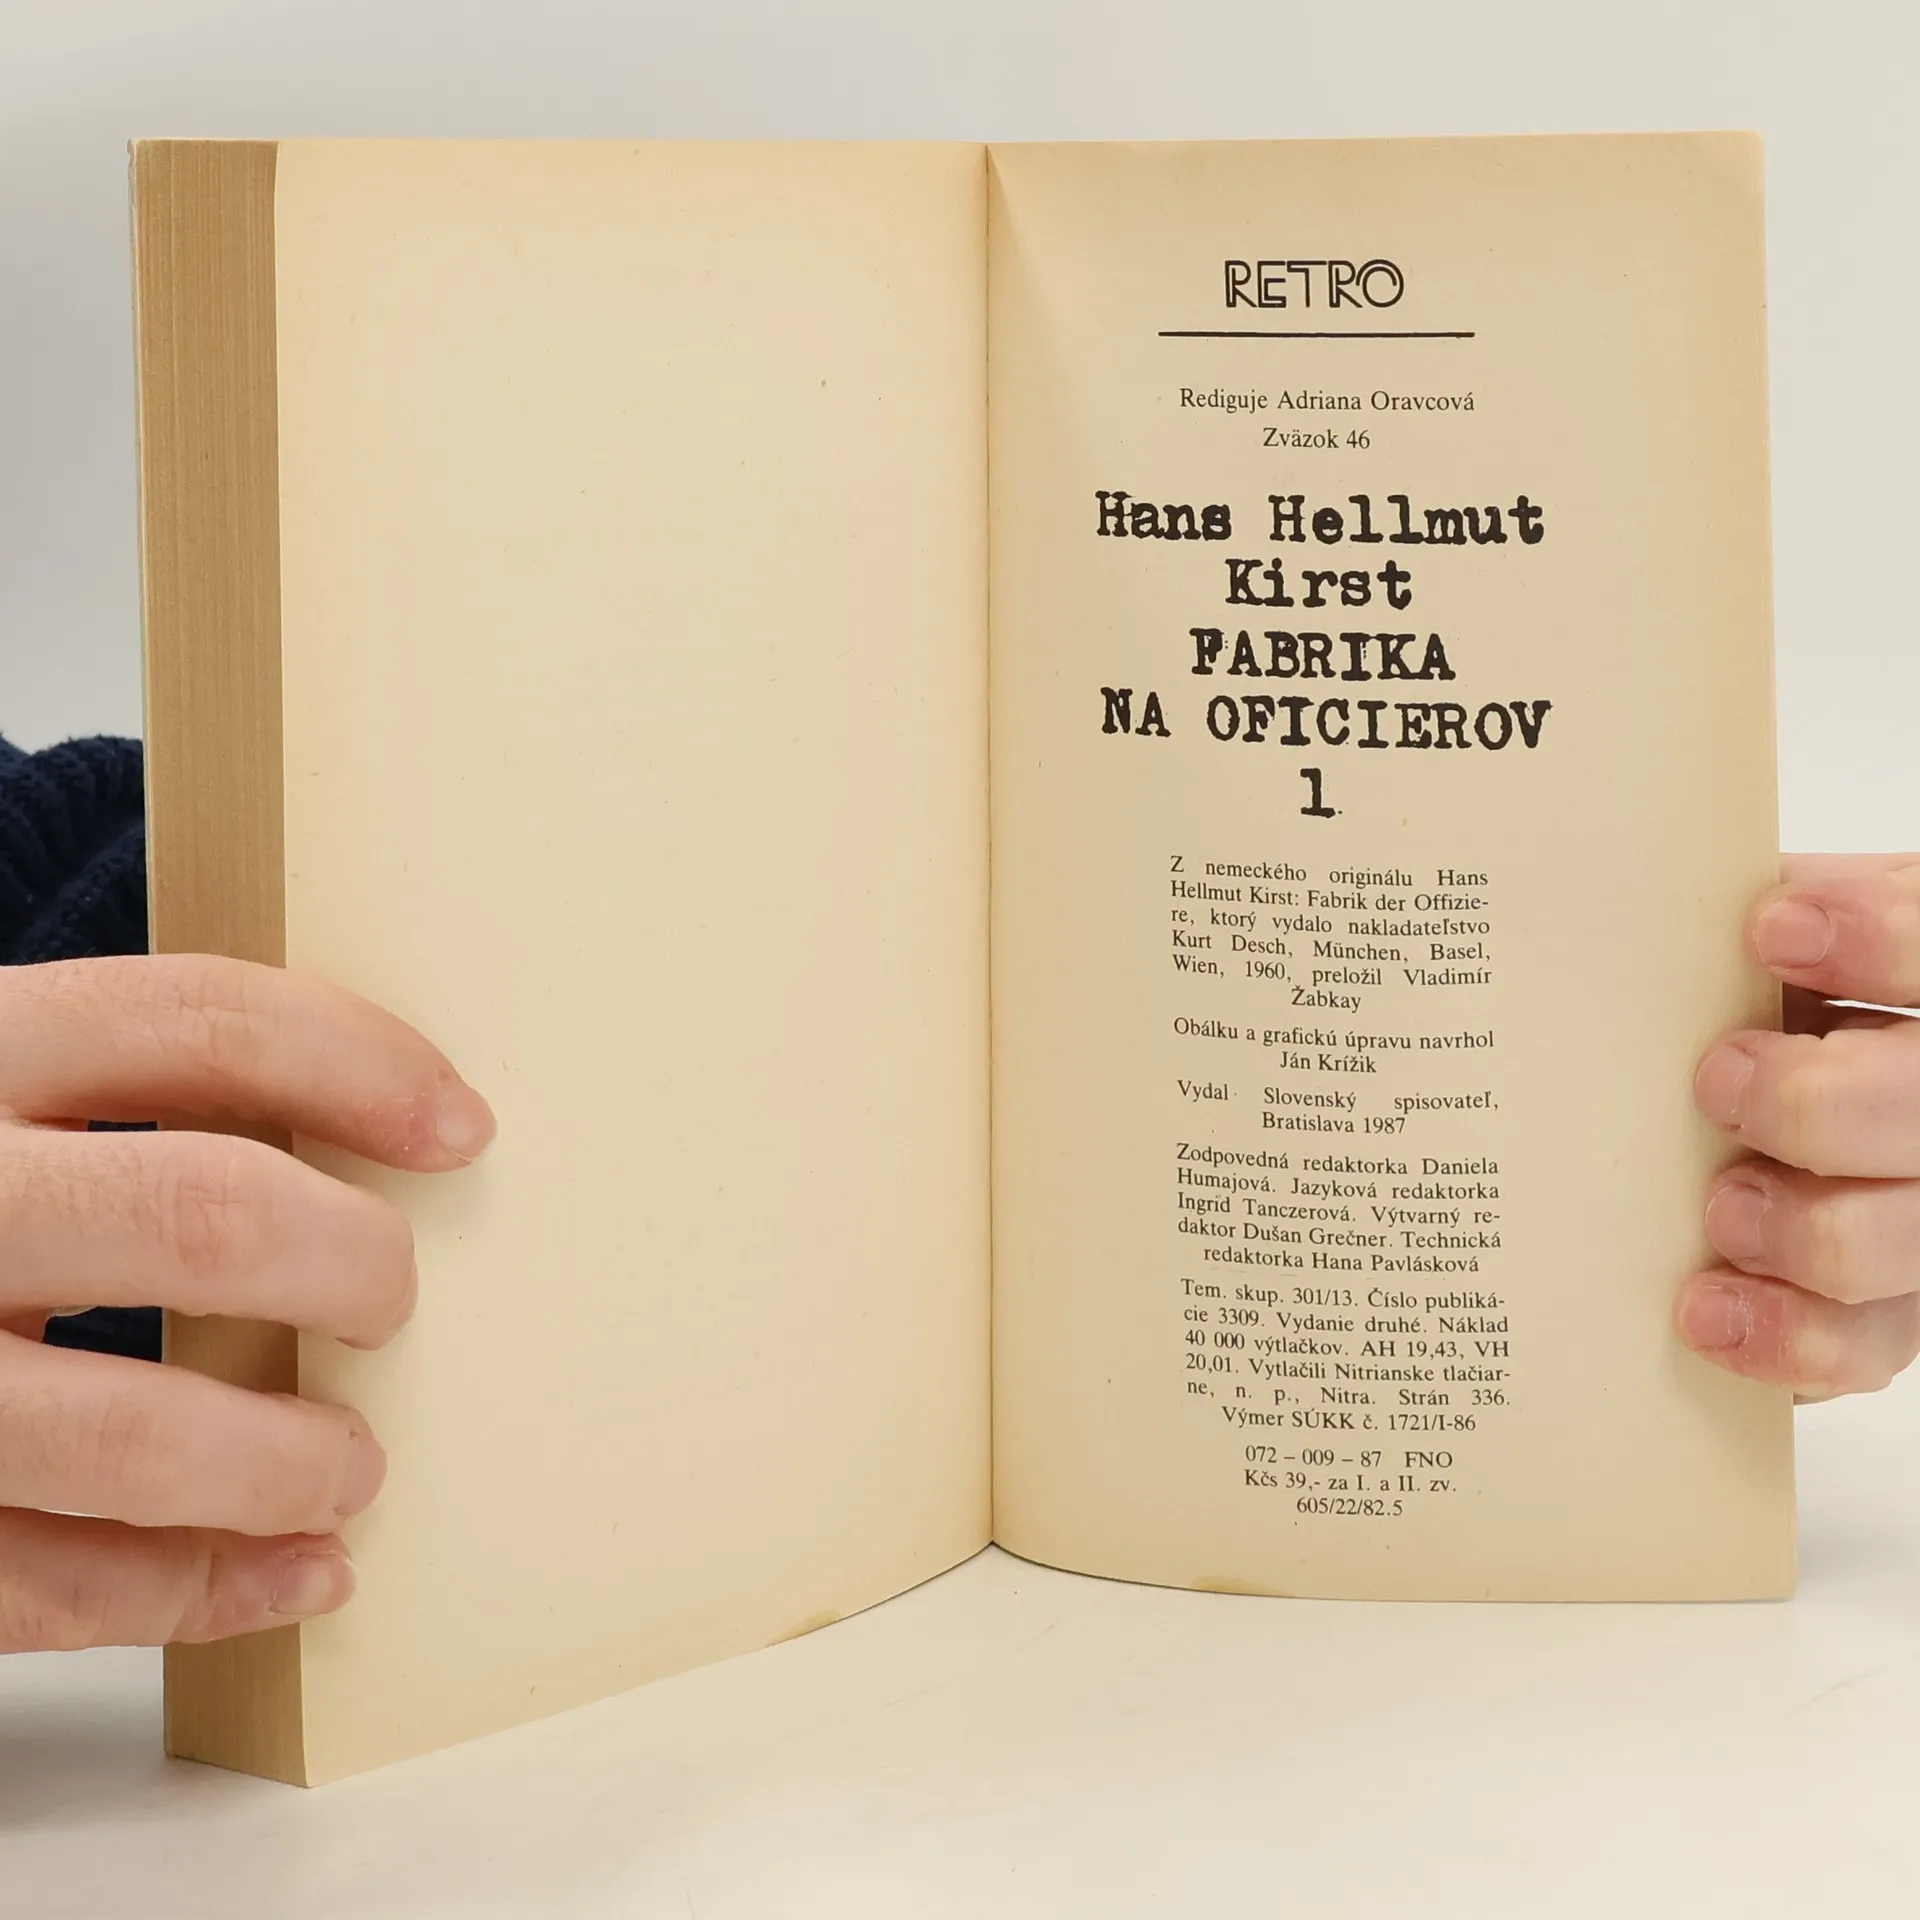 RETRO
Rediguje Adriana Oravcová
Zväzok 46
Hans Hellmut
Kirst
FABRIKA
NA OFICIEROV
1
Z nemeckého originálu Hans
Hellmut Kirst: Fabrik der Offizie-
re, ktorý vydalo nakladateľstvo
Kurt Desch, München, Basel,
Wien, 1960, preložil Vladimír
Žabkay
Obálku a grafickú úpravu navrhol
Ján Krížik
Vydal Slovenský spisovateľ,
Bratislava 1987
Zodpovedná redaktorka Daniela
Humajová. Jazyková redaktorka
Ingrid Tanczerová. Výtvarný re-
daktor Dušan Grečner. Technická
redaktorka Hana Pavlásková
Tem. skup. 301/13. Číslo publiká-
cie 3309. Vydanie druhé. Náklad
40 000 výtlačkov. AH 19,43, VH
20,01. Vytlačili Nitrianske tlačiar-
ne, n. p., Nitra. Strán 336.
Výmer SÚKK č. 1721/I-86
072 – 009 – 87 FNO
Kčs 39,- za I. a II. zv.
605/22/82.5